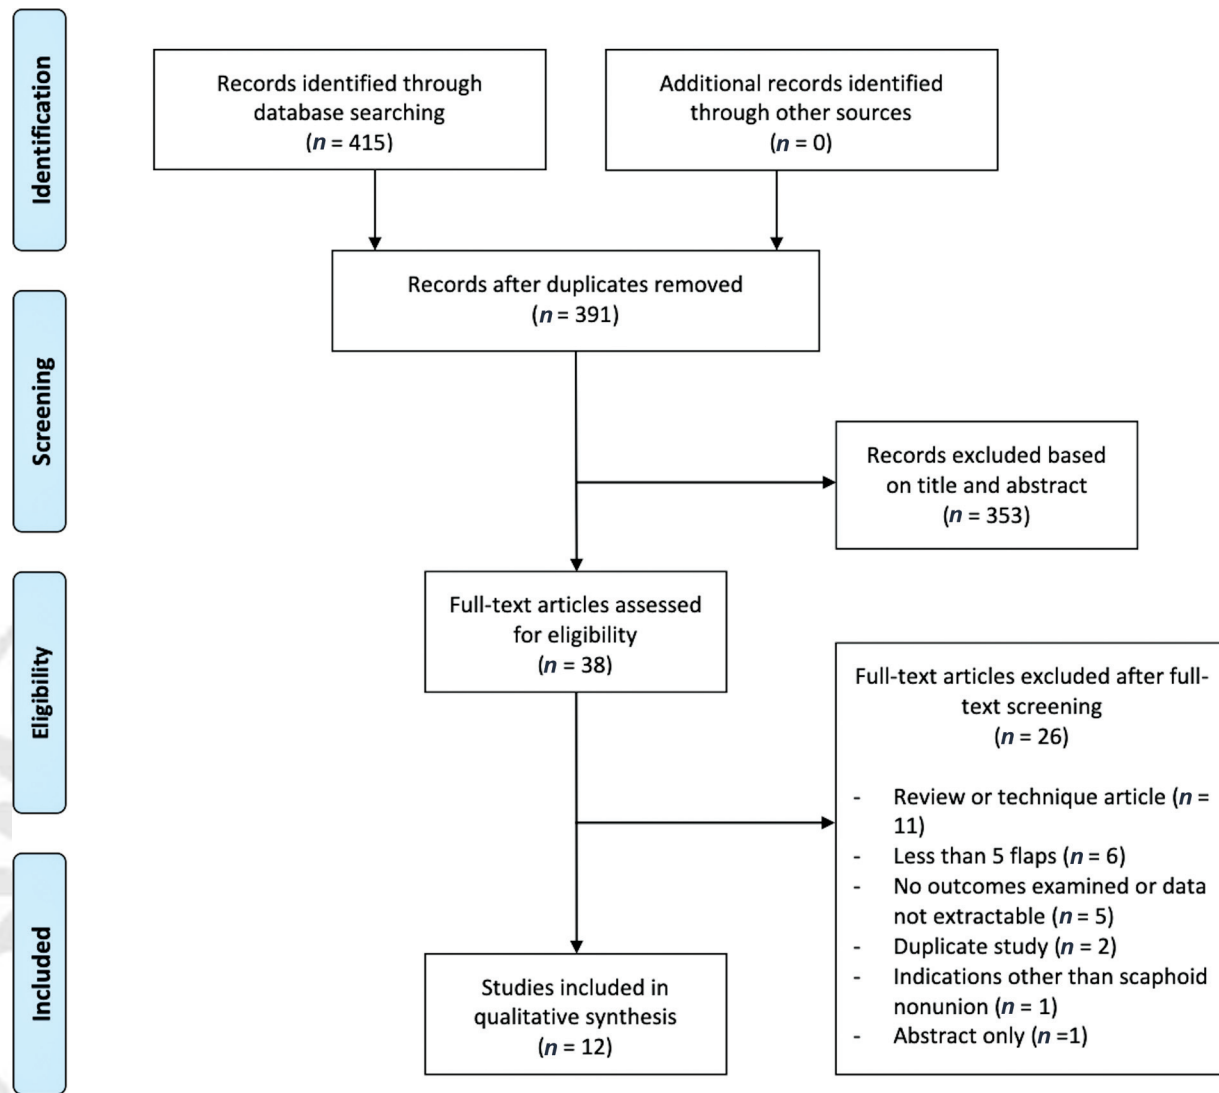 Identification
Records identified through
database searching
(n = 415)
Additional records identified
through other sources
(n = 0)
Records after duplicates removed
(n = 391)
Screening
Records excluded based
on title and abstract
(n = 353)
Eligibility
Full-text articles assessed
for eligibility
(n = 38)
Full-text articles excluded after full-
text screening
(n = 26)
- Review or technique article (n =
11)
- Less than 5 flaps (n = 6)
- No outcomes examined or data
not extractable (n = 5)
- Duplicate study (n = 2)
- Indications other than scaphoid
nonunion (n = 1)
- Abstract only (n =1)
Included
Studies included in
qualitative synthesis
(n = 12)